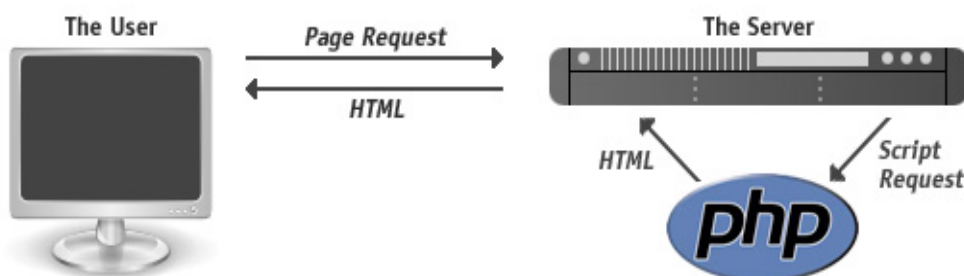 The User
Page Request
HTML
The Server
HTML
Script
Request
php